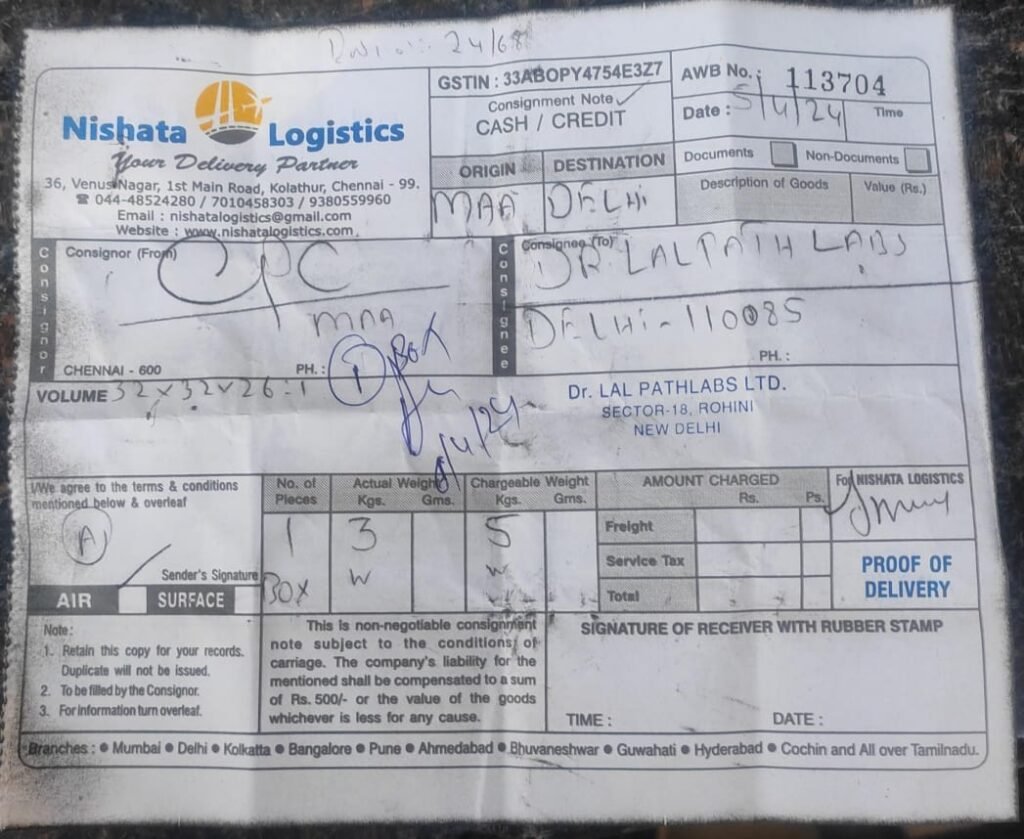 24/68
Nishata Logistics
Your Delivery Partner
36, Venus Nagar, 1st Main Road, Kolathur, Chennai - 99.
☎ 044-48524280 / 7010458303 / 9380559960
Email : nishatalogistics@gmail.com
Website : www.nishatalogistics.com
GSTIN : 33ABOPY4754E3Z7
Consignment Note
CASH / CREDIT
AWB No. : 113704
Date : 5/4/24 Time
ORIGIN DESTINATION
MAA DELHI
Documents Non-Documents
Description of Goods Value (Rs.)
Consignor
Consignor (From)
CPC
MAA
CHENNAI - 600 PH. :
Consignee
Consignee (To) DR. LALPATH LABS
DELHI-110085
PH. :
1 BOX
/4/24
VOLUME 32x32x26:1
Dr. LAL PATHLABS LTD.
SECTOR-18, ROHINI
NEW DELHI
I/We agree to the terms & conditions
mentioned below & overleaf
A
Sender's Signature
AIR SURFACE
No. of Pieces
Actual Weight
Kgs. Gms.
Chargeable Weight
Kgs. Gms.
1 3 5
BOX W W
AMOUNT CHARGED
Rs. Ps.
Freight
Service Tax
Total
For NISHATA LOGISTICS
PROOF OF
DELIVERY
Note :
1. Retain this copy for your records.
Duplicate will not be issued.
2. To be filled by the Consignor.
3. For information turn overleaf.
This is non-negotiable consignment
note subject to the conditions of
carriage. The company's liability for the
mentioned shall be compensated to a sum
of Rs. 500/- or the value of the goods
whichever is less for any cause.
SIGNATURE OF RECEIVER WITH RUBBER STAMP
TIME : DATE :
Branches : ● Mumbai ● Delhi ● Kolkatta ● Bangalore ● Pune ● Ahmedabad ● Bhuvaneshwar ● Guwahati ● Hyderabad ● Cochin and All over Tamilnadu.